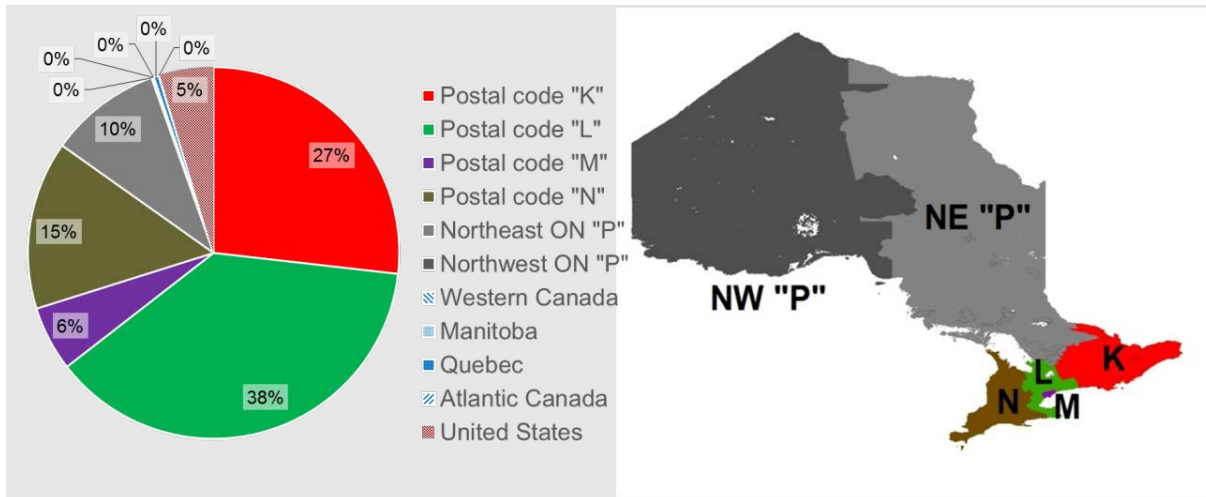 0%
0%
0%
0%
0%
5%
10%
27%
15%
6%
38%
Postal code "K"
Postal code "L"
Postal code "M"
Postal code "N"
Northeast ON "P"
Northwest ON "P"
Western Canada
Manitoba
Quebec
Atlantic Canada
United States
NE "P"
NW "P"
K
L
N
M